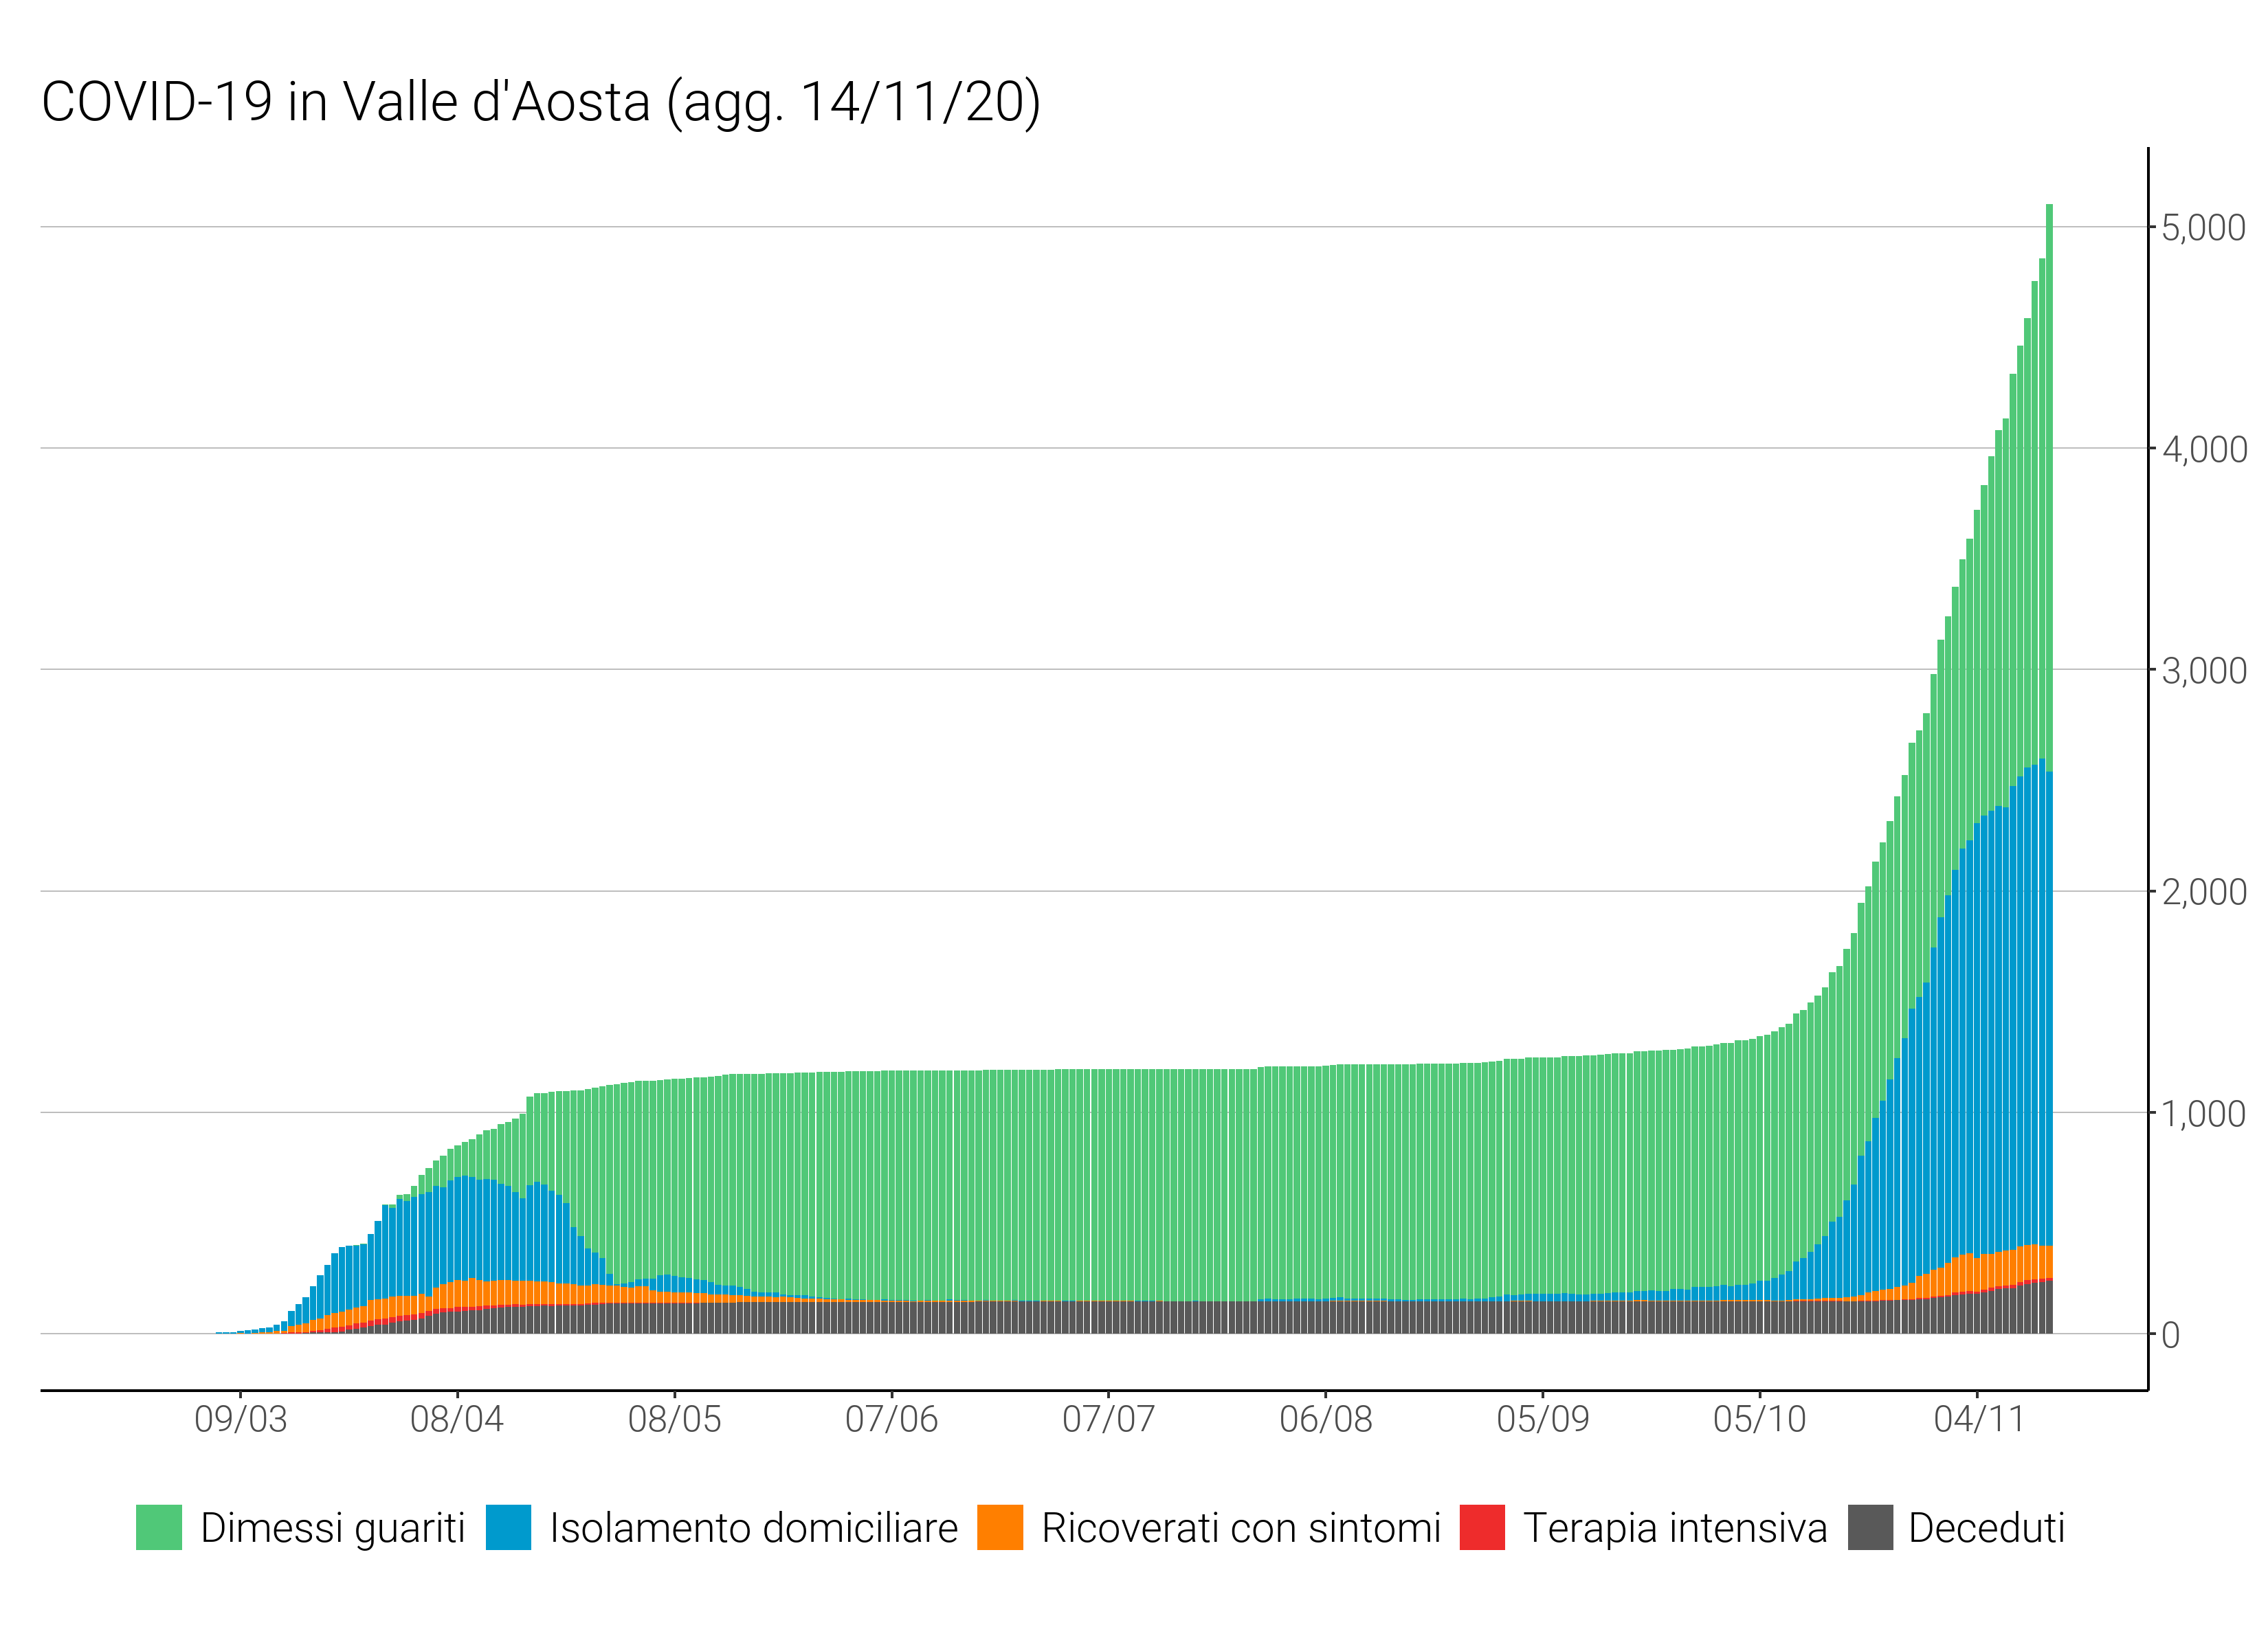 COVID-19 in Valle d'Aosta (agg. 14/11/20)
5,000
4,000
3,000
2,000
1,000
0
09/03 08/04 08/05 07/06 07/07 06/08 05/09 05/10 04/11
Dimessi guariti Isolamento domiciliare Ricoverati con sintomi Terapia intensiva Deceduti